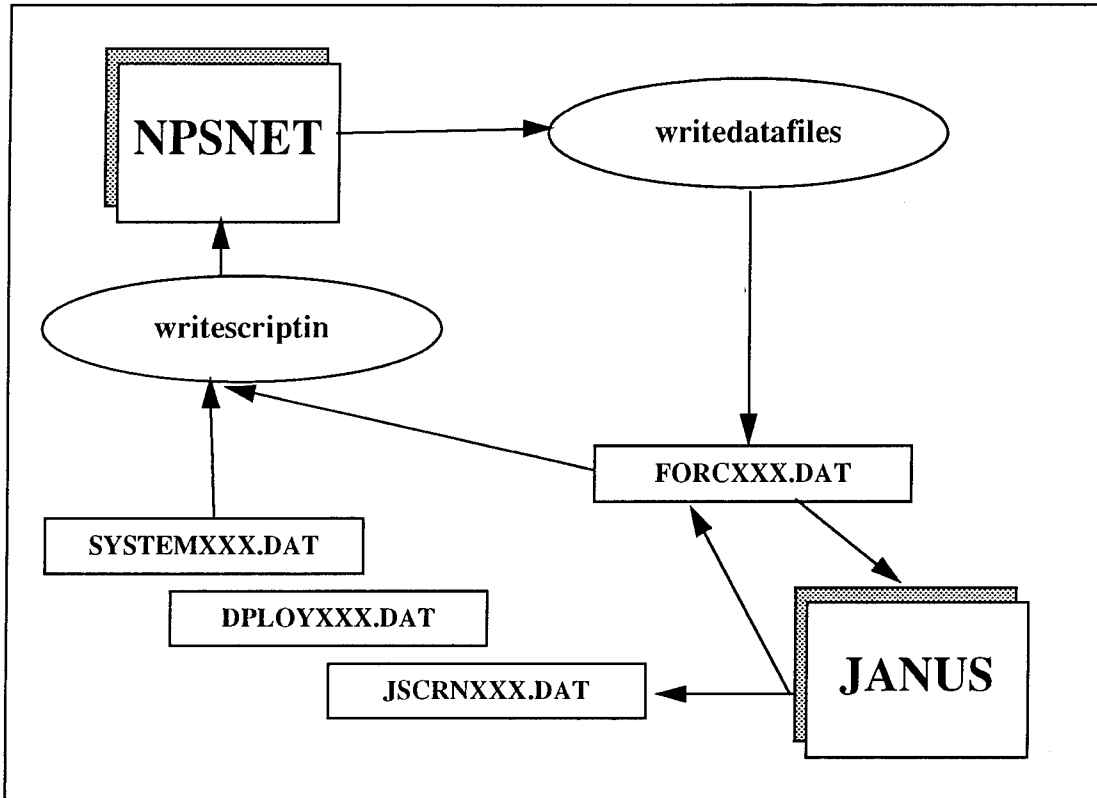 NPSNET
writedatafiles
writescriptin
FORCXXX.DAT
SYSTEMXXX.DAT
DPLOYXXX.DAT
JSCRNXXX.DAT
JANUS